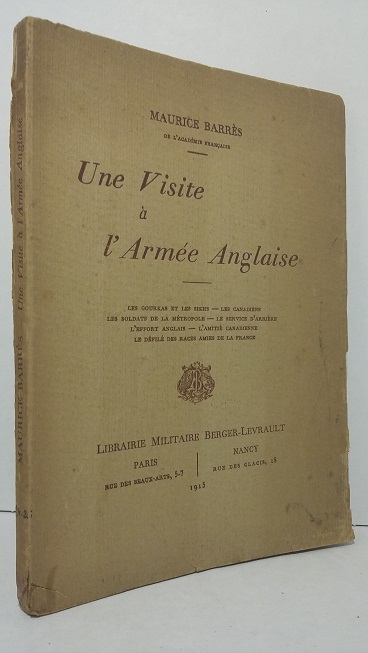 MAURICE BARRÈS
DE L'ACADÉMIE FRANÇAISE
Une Visite
à
l'Armée Anglaise
LES GOURKAS ET LES SIKHS — LES CANADIENS
LES SOLDATS DE LA MÉTROPOLE — LE SERVICE D'ARRIÈRE
L'EFFORT ANGLAIS — L'AMITIÉ CANADIENNE
LE DÉFILÉ DES RACES AMIES DE LA FRANCE
LIBRAIRIE MILITAIRE BERGER-LEVRAULT
PARIS
RUE DES BEAUX-ARTS, 5-7
NANCY
RUE DES GLACIS, 18
1915
MAURICE BARRÈS — Une Visite à l'Armée Anglaise